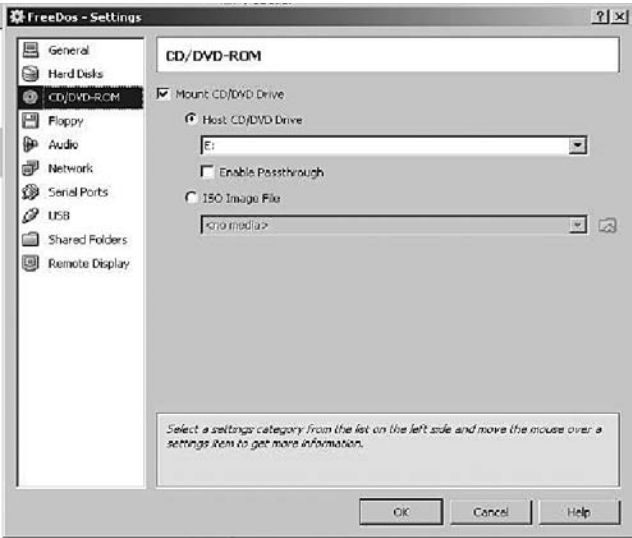 FreeDos - Settings
General
Hard Disks
CD/DVD-ROM
Floppy
Audio
Network
Serial Ports
USB
Shared Folders
Remote Display
CD/DVD-ROM
Mount CD/DVD Drive
Host CD/DVD Drive
E:
Enable Passthrough
ISO Image File
<no media>
Select a settings category from the list on the left side and move the mouse over a
settings item to get more information.
OK
Cancel
Help